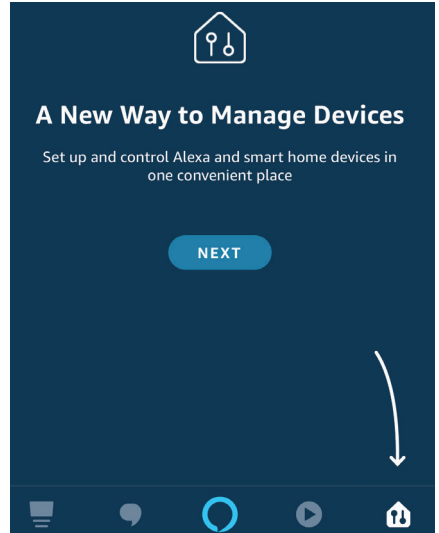 A New Way to Manage Devices
Set up and control Alexa and smart home devices in
one convenient place
NEXT